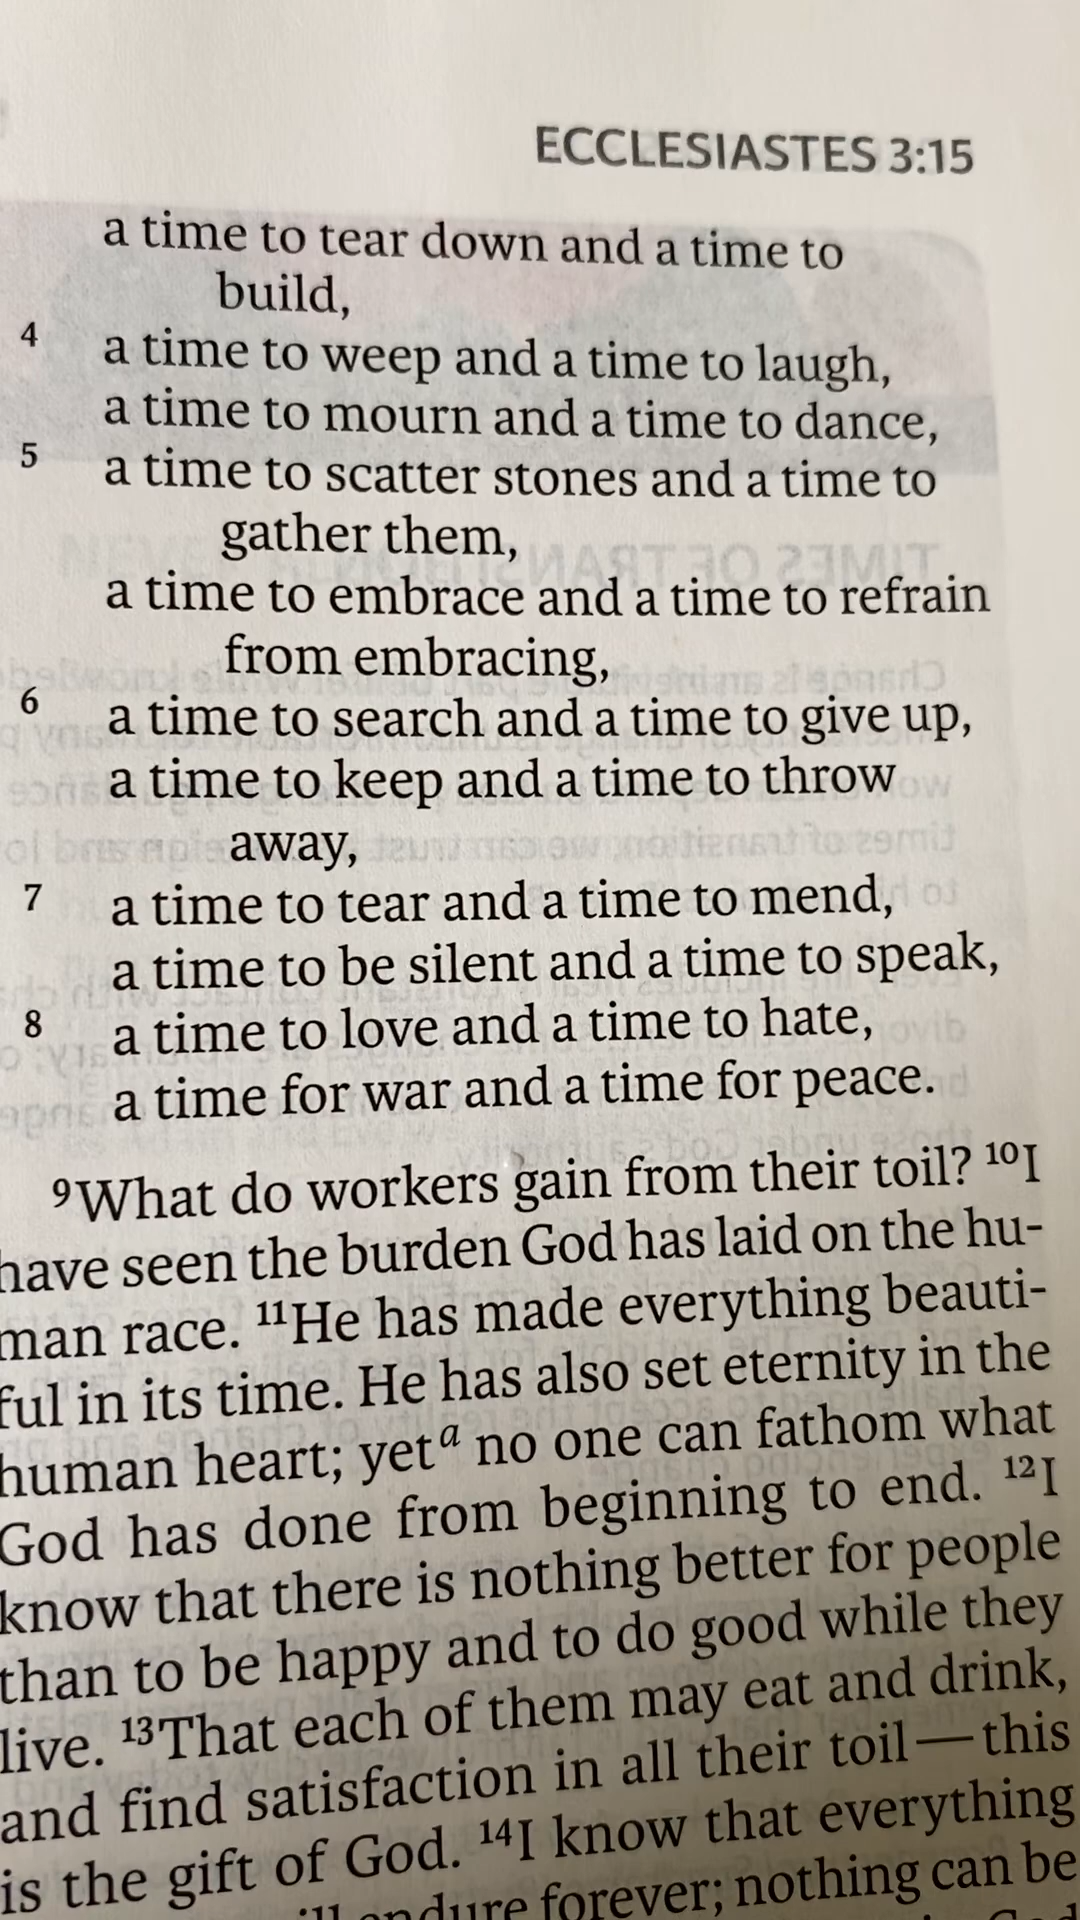 ECCLESIASTES 3:15
a time to tear down and a time to
build,
4 a time to weep and a time to laugh,
a time to mourn and a time to dance,
5 a time to scatter stones and a time to
gather them,
a time to embrace and a time to refrain
from embracing,
6 a time to search and a time to give up,
a time to keep and a time to throw
away,
7 a time to tear and a time to mend,
a time to be silent and a time to speak,
8 a time to love and a time to hate,
a time for war and a time for peace.
9What do workers gain from their toil? 10I
have seen the burden God has laid on the hu-
man race. 11He has made everything beauti-
ful in its time. He has also set eternity in the
human heart; yet a no one can fathom what
God has done from beginning to end. 12I
know that there is nothing better for people
than to be happy and to do good while they
live. 13That each of them may eat and drink,
and find satisfaction in all their toil—this
is the gift of God. 14I know that everything
endure forever; nothing can be